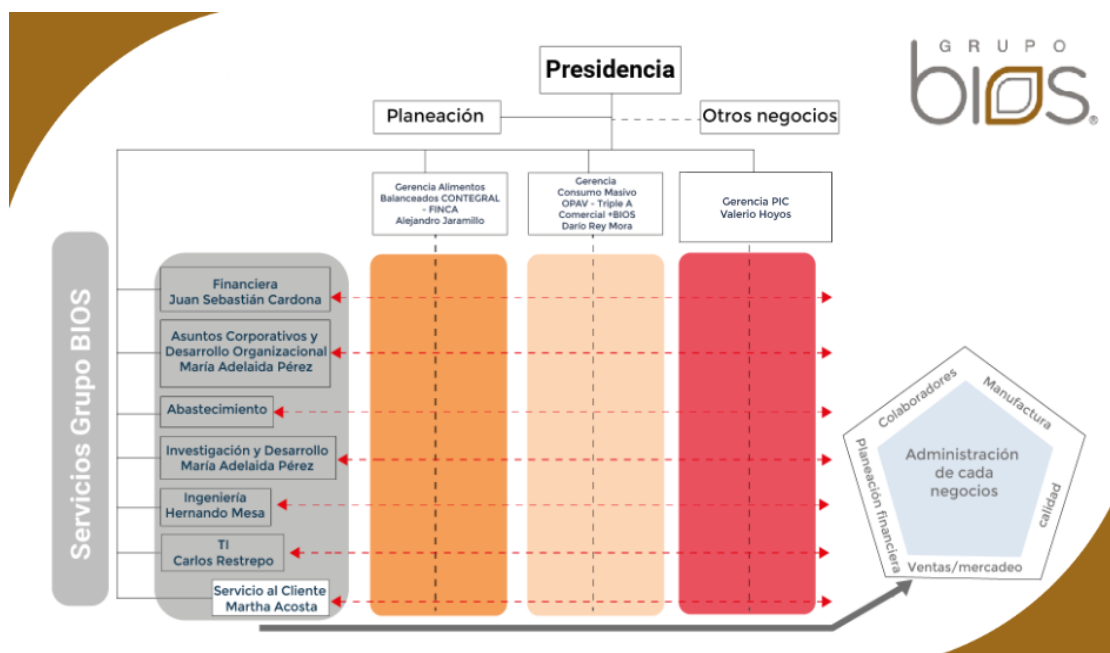 GRUPO
bios®
Presidencia
Planeación
Otros negocios
Gerencia Alimentos
Balanceados CONTEGRAL
- FINCA
Alejandro Jaramillo
Gerencia
Consumo Masivo
OPAV - Triple A
Comercial +BIOS
Darío Rey Mora
Gerencia PIC
Valerio Hoyos
Servicios Grupo BIOS
Financiera
Juan Sebastián Cardona
Asuntos Corporativos y
Desarrollo Organizacional
María Adelaida Pérez
Abastecimiento
Investigación y Desarrollo
María Adelaida Pérez
Ingeniería
Hernando Mesa
TI
Carlos Restrepo
Servicio al Cliente
Martha Acosta
Colaboradores
Manufactura
Planeación financiera
Administración
de cada
negocios
calidad
Ventas/mercadeo